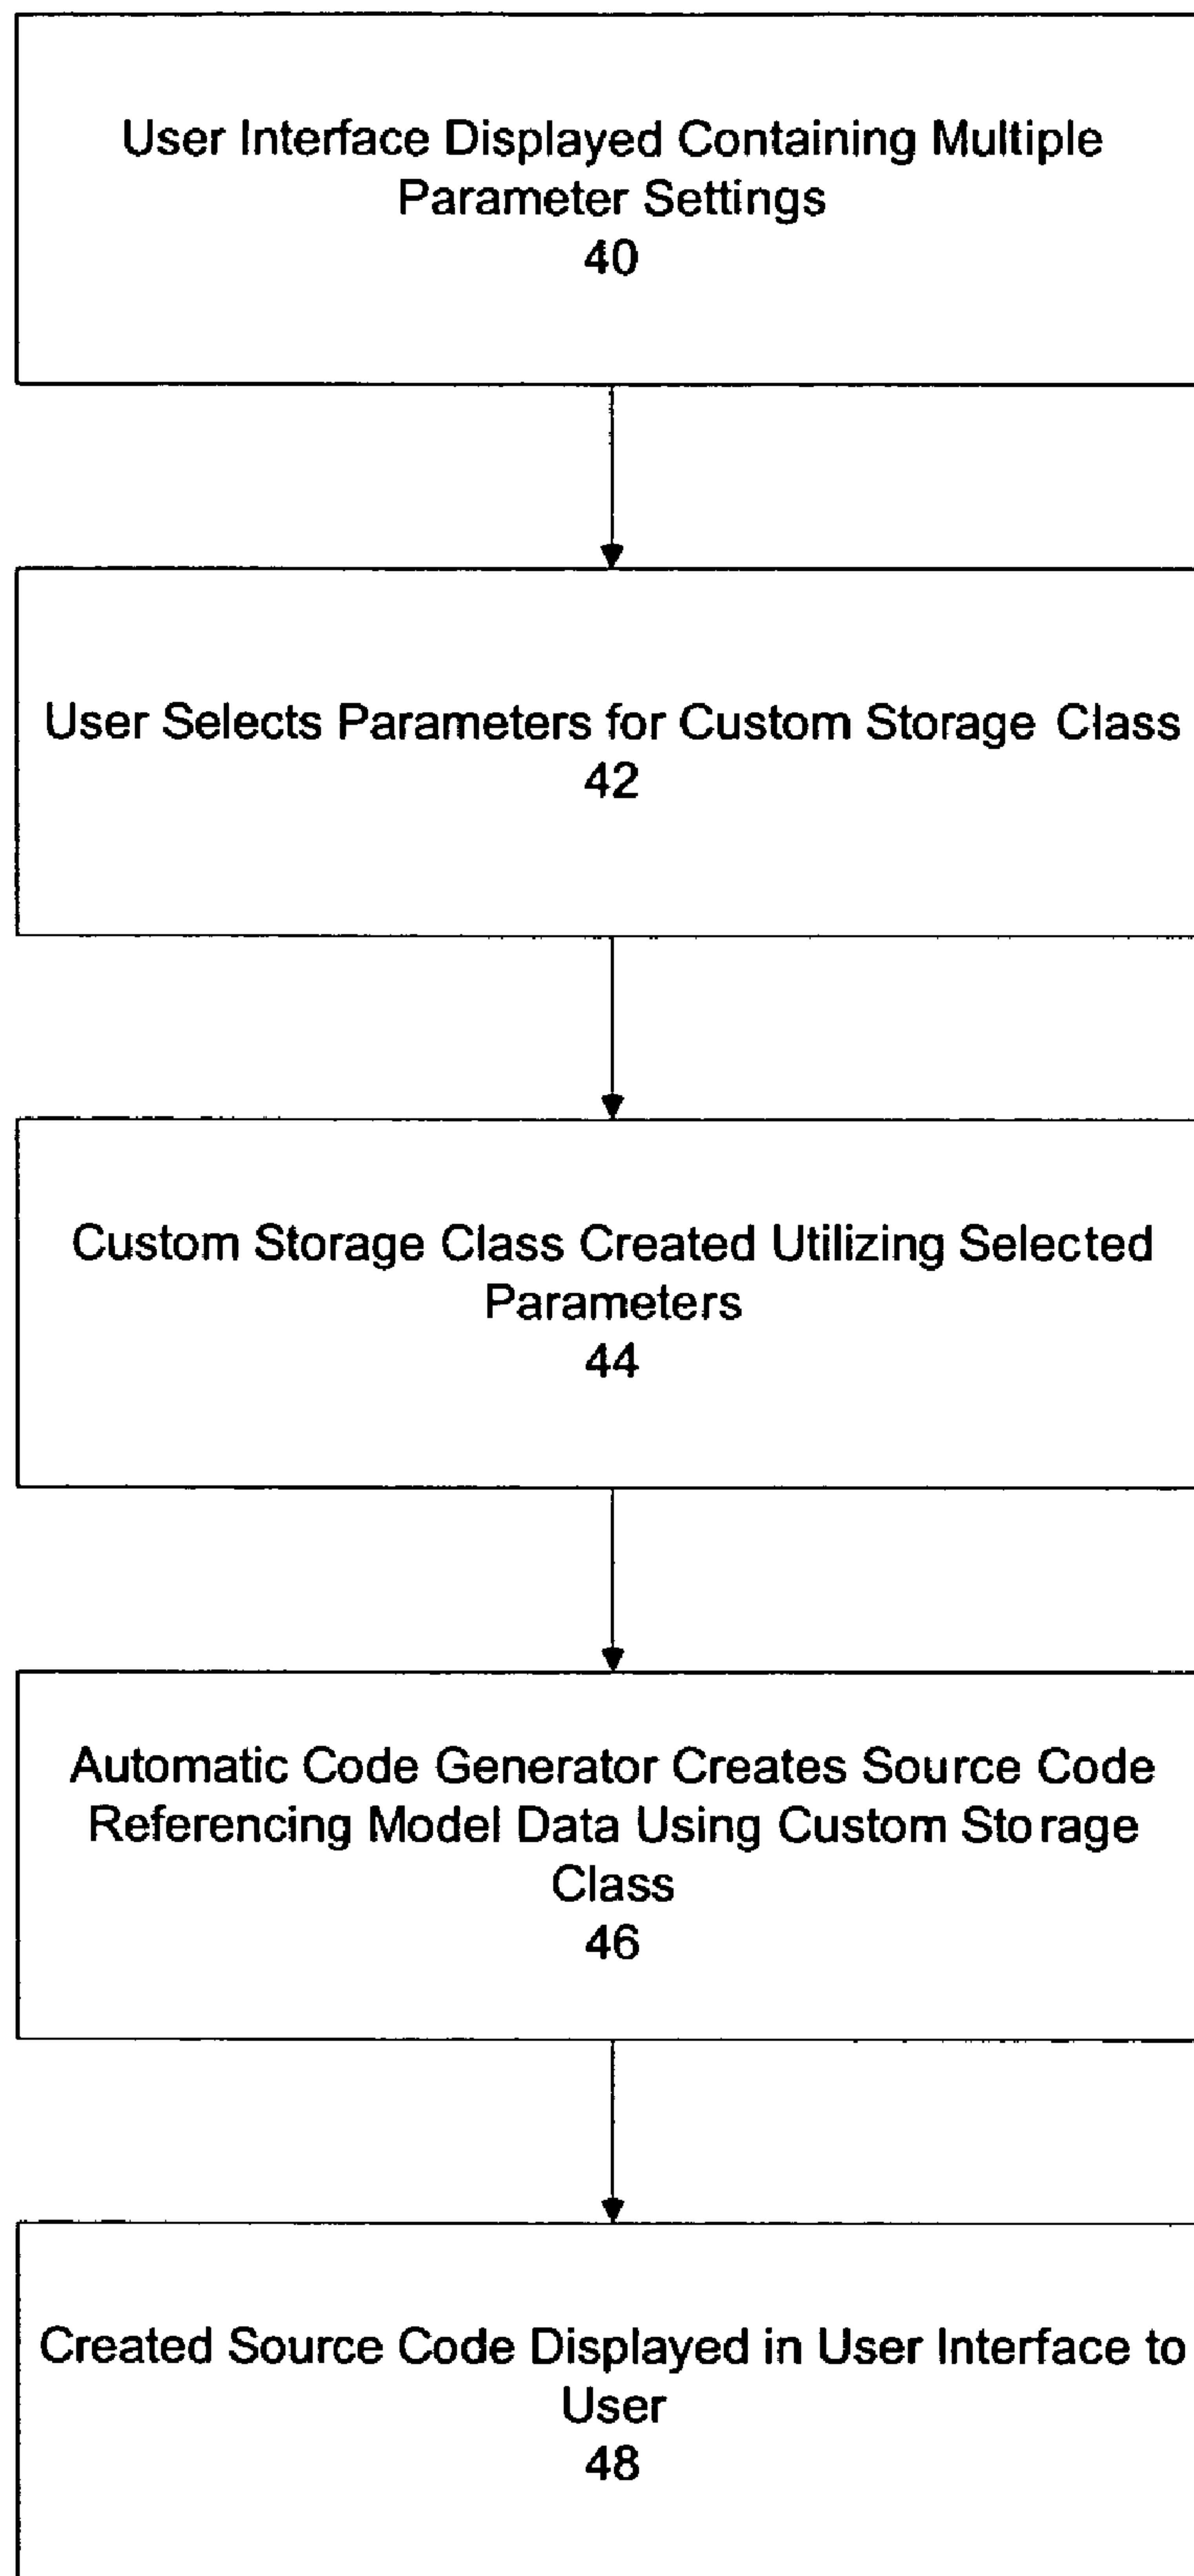 User Interface Displayed Containing Multiple
Parameter Settings
40
User Selects Parameters for Custom Storage Class
42
Custom Storage Class Created Utilizing Selected
Parameters
44
Automatic Code Generator Creates Source Code
Referencing Model Data Using Custom Storage
Class
46
Created Source Code Displayed in User Interface to
User
48